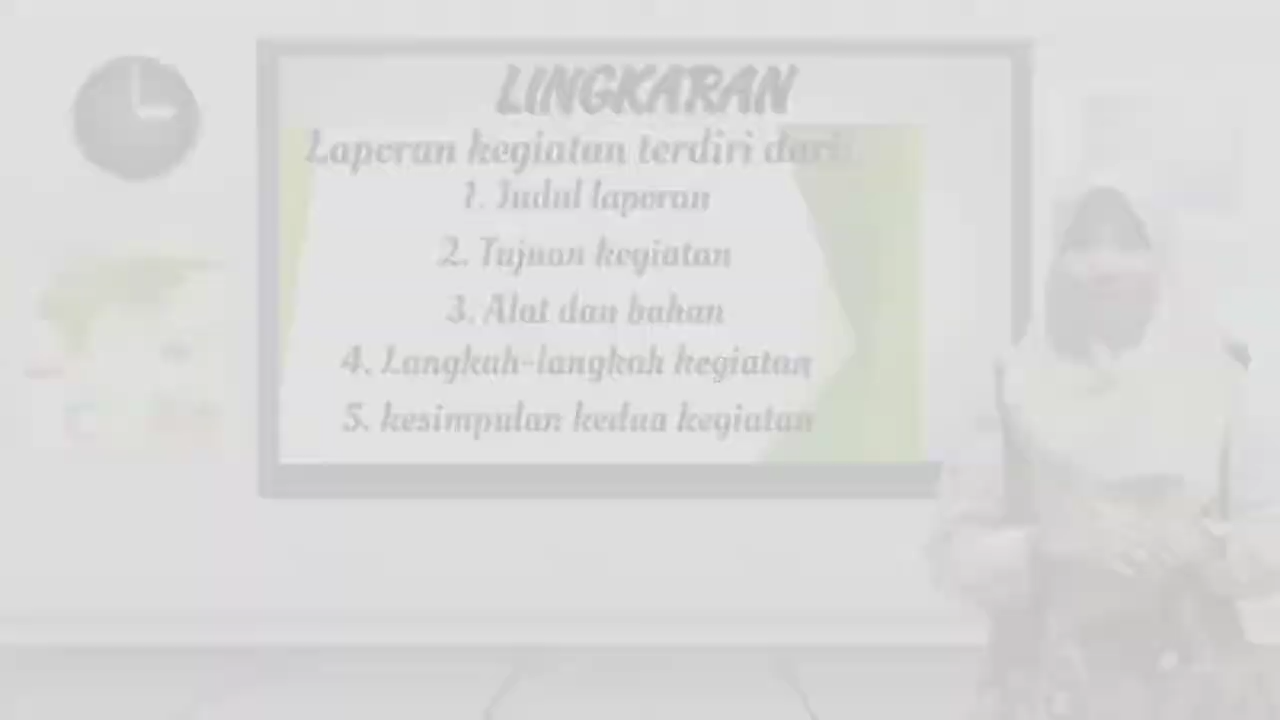 LINGKARAN
Laporan kegiatan terdiri dari:
1. Judul laporan
2. Tujuan kegiatan
3. Alat dan bahan
4. Langkah-langkah kegiatan
5. kesimpulan kedua kegiatan